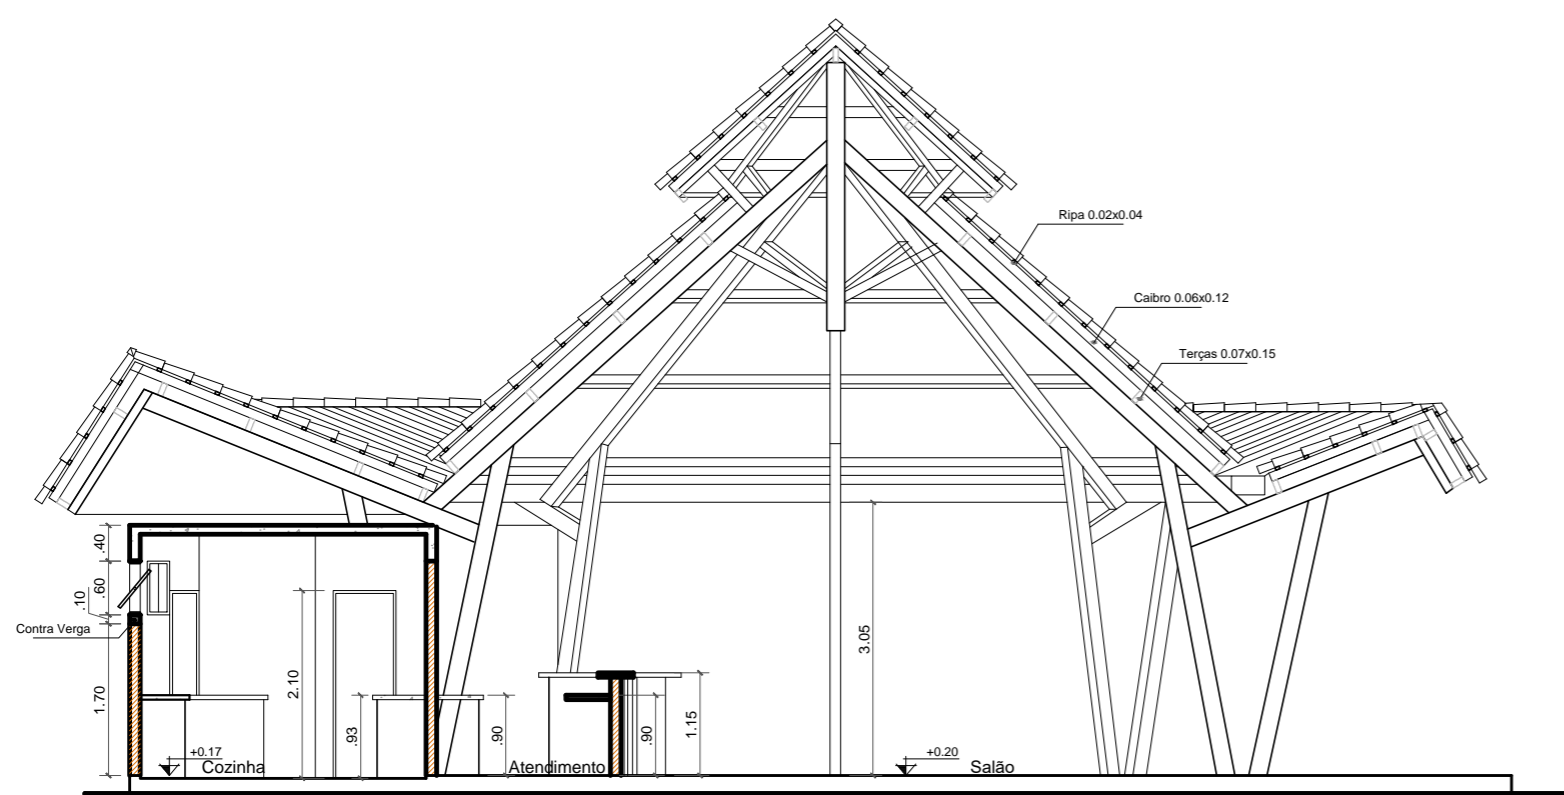 Ripa 0.02x0.04
Caibro 0.06x0.12
Terças 0.07x0.15
.40
.60
.10
Contra Verga
1.70
2.10
3.05
.93
.90
.90
1.15
+0.17
Cozinha
Atendimento
+0.20
Salão